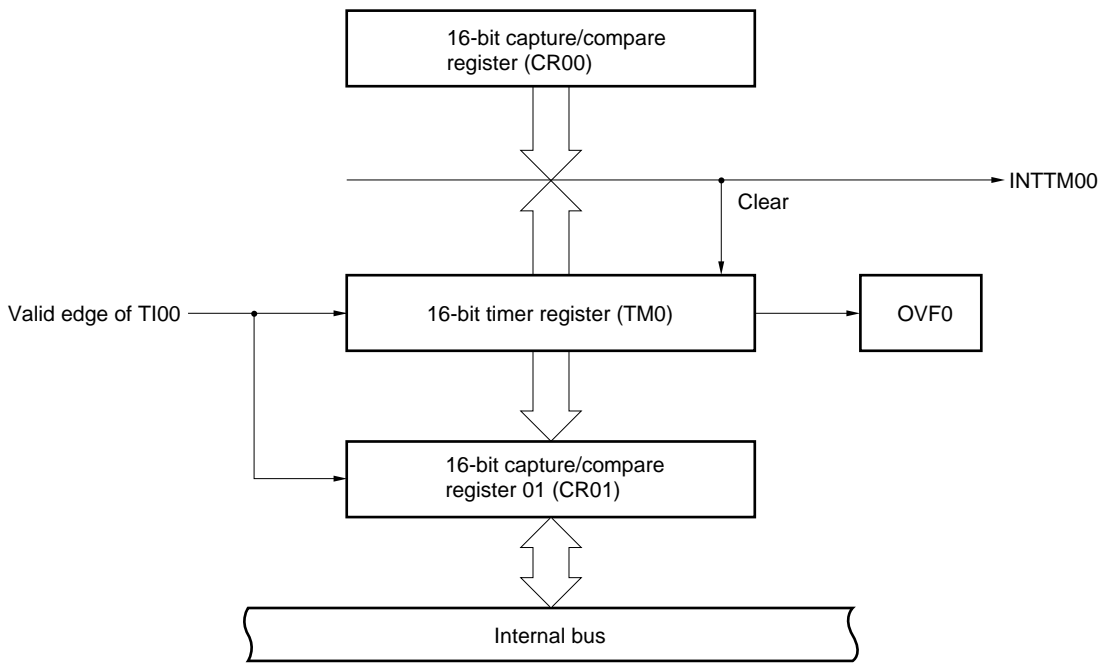 16-bit capture/compare
register (CR00)
INTTM00
Clear
Valid edge of TI00
16-bit timer register (TM0)
OVF0
16-bit capture/compare
register 01 (CR01)
Internal bus